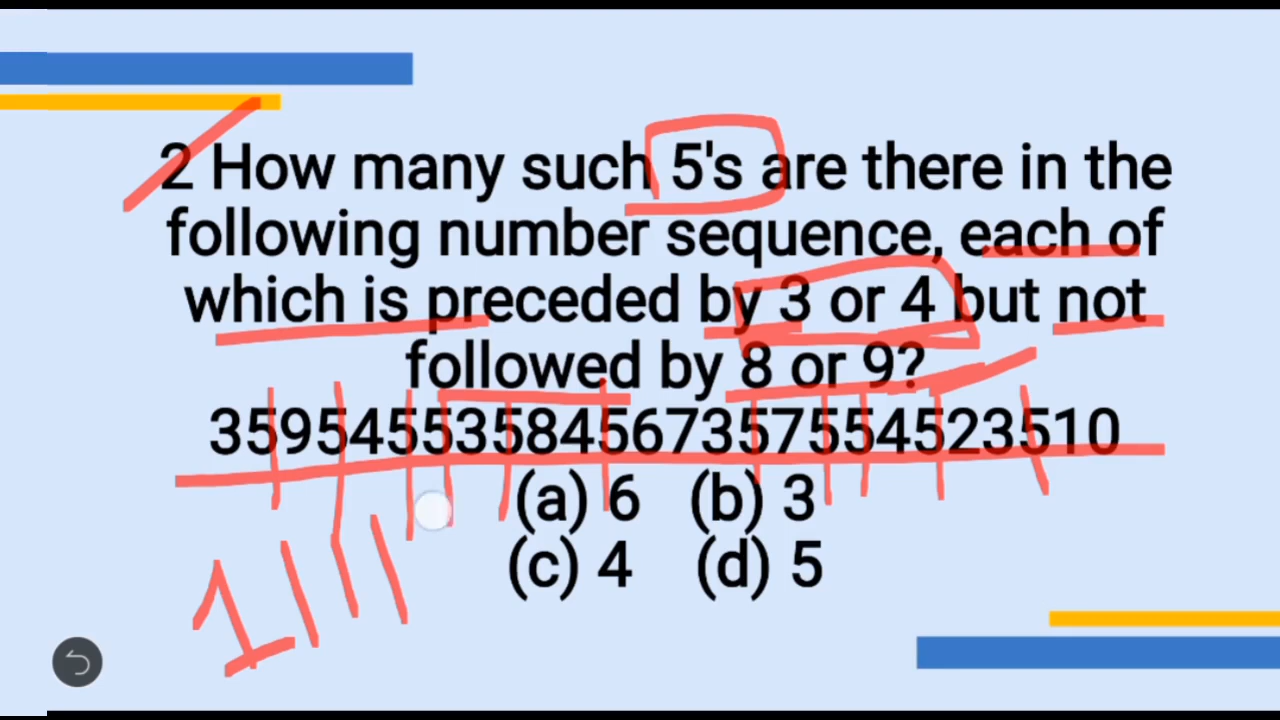 2 How many such 5's are there in the
following number sequence, each of
which is preceded by 3 or 4 but not
followed by 8 or 9?
35954553584567357554523510
(a) 6 (b) 3
(c) 4 (d) 5
1111